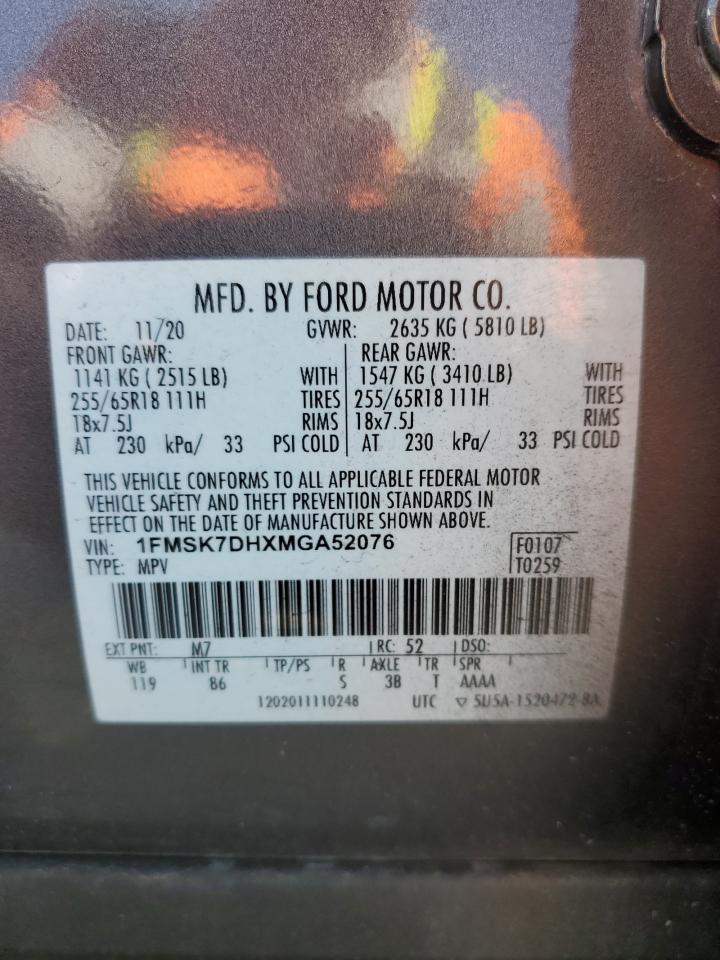 MFD. BY FORD MOTOR CO.
DATE: 11/20 GVWR: 2635 KG ( 5810 LB)
FRONT GAWR: REAR GAWR:
1141 KG ( 2515 LB) WITH 1547 KG ( 3410 LB) WITH
255/65R18 111H TIRES 255/65R18 111H TIRES
18x7.5J RIMS 18x7.5J RIMS
AT 230 kPa/ 33 PSI COLD AT 230 kPa/ 33 PSI COLD
THIS VEHICLE CONFORMS TO ALL APPLICABLE FEDERAL MOTOR
VEHICLE SAFETY AND THEFT PREVENTION STANDARDS IN
EFFECT ON THE DATE OF MANUFACTURE SHOWN ABOVE.
VIN: 1FMSK7DHXMGA52076 F0107
TYPE: MPV T0259
EXT PNT: M7 RC: 52 DSO:
WB INT TR TP/PS R AXLE TR SPR
119 86 S 3B T AAAA
1202011110248 UTC ▽ 5U5A-1520472-BA